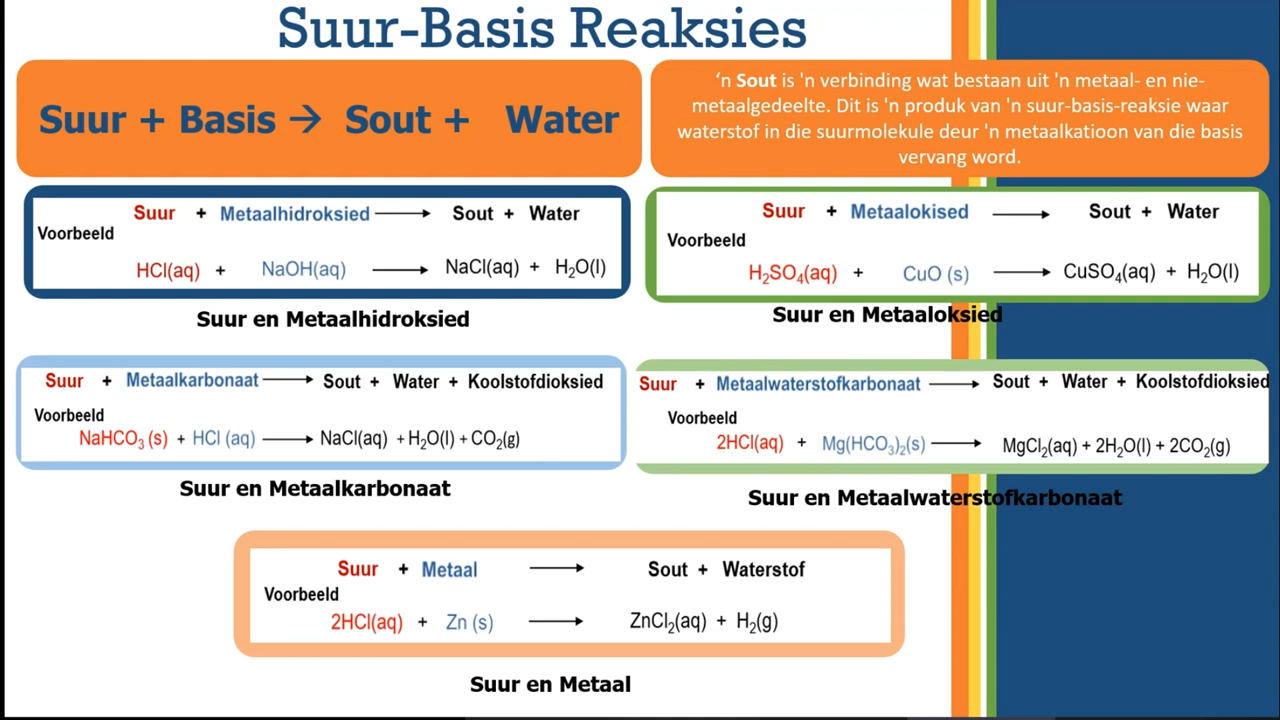 Suur-Basis Reaksies
Suur + Basis → Sout + Water
‘n Sout is 'n verbinding wat bestaan uit 'n metaal- en nie-
metaalgedeelte. Dit is 'n produk van 'n suur-basis-reaksie waar
waterstof in die suurmolekule deur 'n metaalkatioon van die basis
vervang word.
Suur + Metaalhidroksied → Sout + Water
Voorbeeld
HCl(aq) + NaOH(aq) → NaCl(aq) + H₂O(l)
Suur en Metaalhidroksied
Suur + Metaalokised → Sout + Water
Voorbeeld
H₂SO₄(aq) + CuO (s) → CuSO₄(aq) + H₂O(l)
Suur en Metaaloksied
Suur + Metaalkarbonaat → Sout + Water + Koolstofdioksied
Voorbeeld
NaHCO₃ (s) + HCl (aq) → NaCl(aq) + H₂O(l) + CO₂(g)
Suur en Metaalkarbonaat
Suur + Metaalwaterstofkarbonaat → Sout + Water + Koolstofdioksied
Voorbeeld
2HCl(aq) + Mg(HCO₃)₂(s) → MgCl₂(aq) + 2H₂O(l) + 2CO₂(g)
Suur en Metaalwaterstofkarbonaat
Suur + Metaal → Sout + Waterstof
Voorbeeld
2HCl(aq) + Zn (s) → ZnCl₂(aq) + H₂(g)
Suur en Metaal